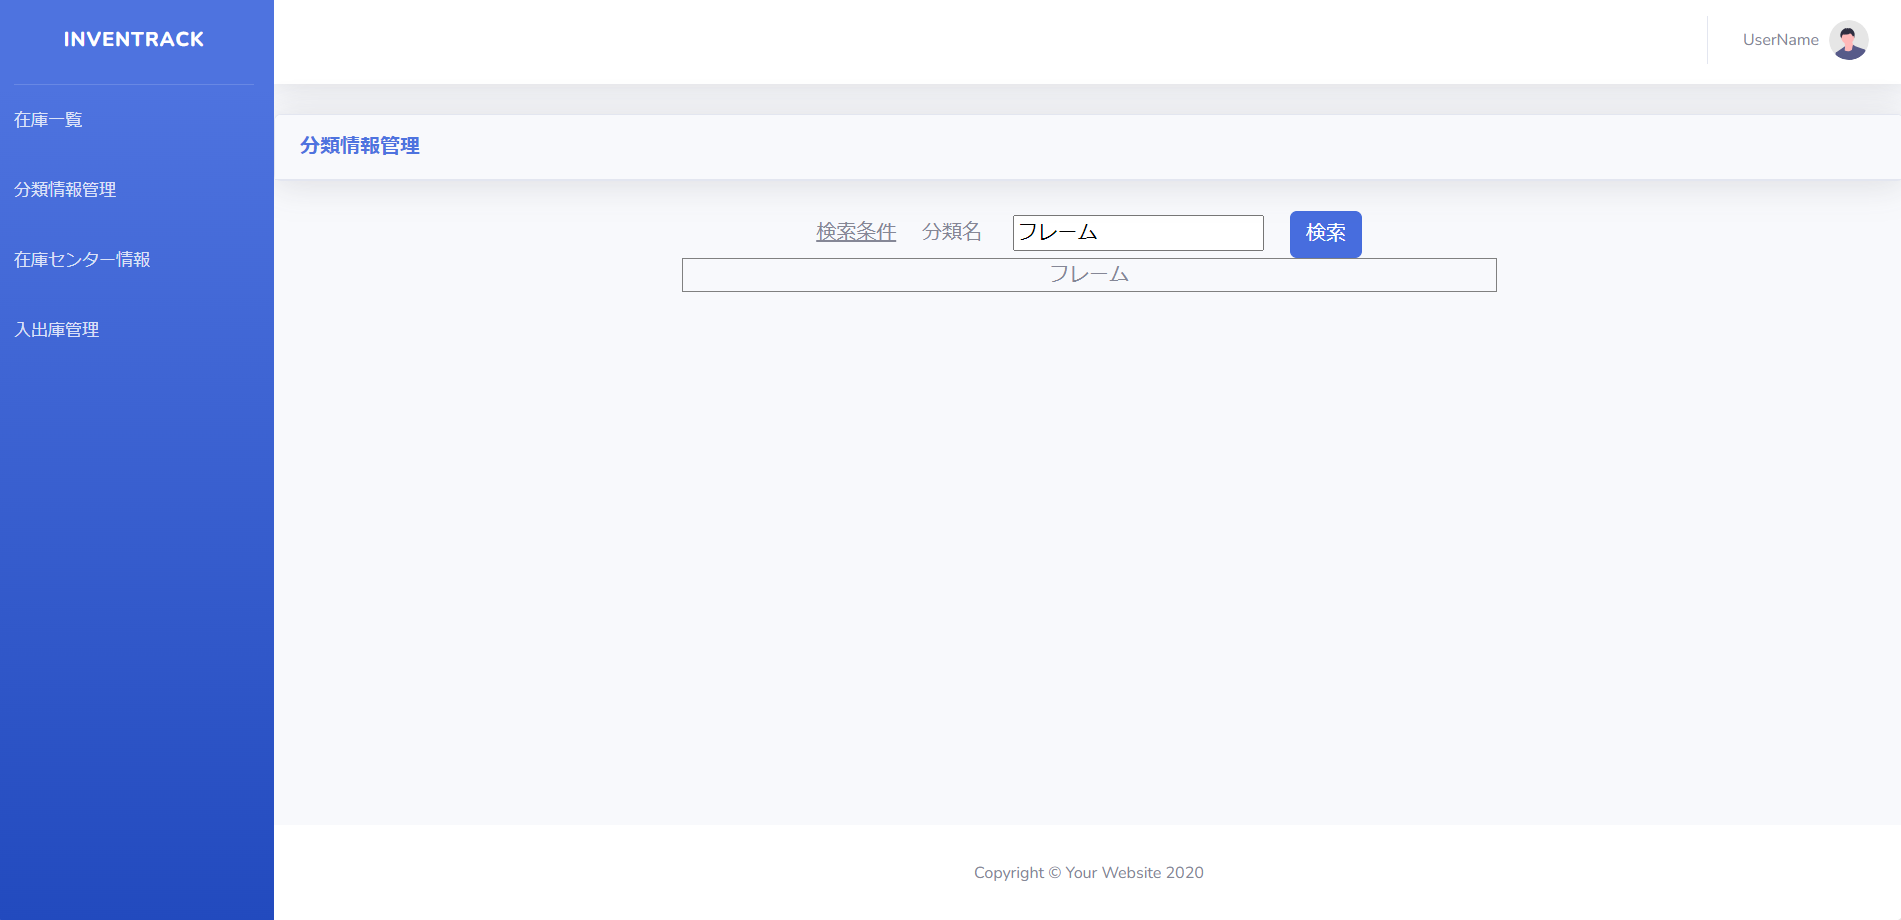 INVENTRACK
UserName
在庫一覧
分類情報管理
在庫センター情報
入出庫管理
分類情報管理
検索条件 分類名 フレーム 検索
フレーム
Copyright © Your Website 2020